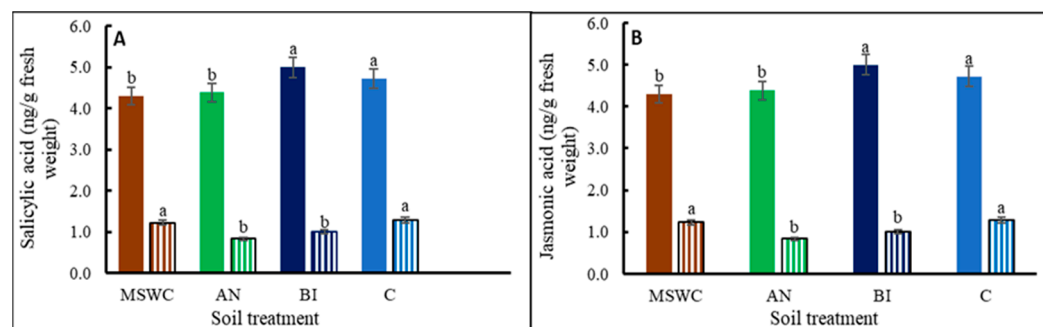 A
Salicylic acid (ng/g fresh
weight)
6.0
5.0
4.0
3.0
2.0
1.0
0.0
b
a
b
b
a
b
a
a
MSWC AN BI C
Soil treatment
B
Jasmonic acid (ng/g fresh
weight)
6.0
5.0
4.0
3.0
2.0
1.0
0.0
b
a
b
b
a
b
a
a
MSWC AN BI C
Soil treatment